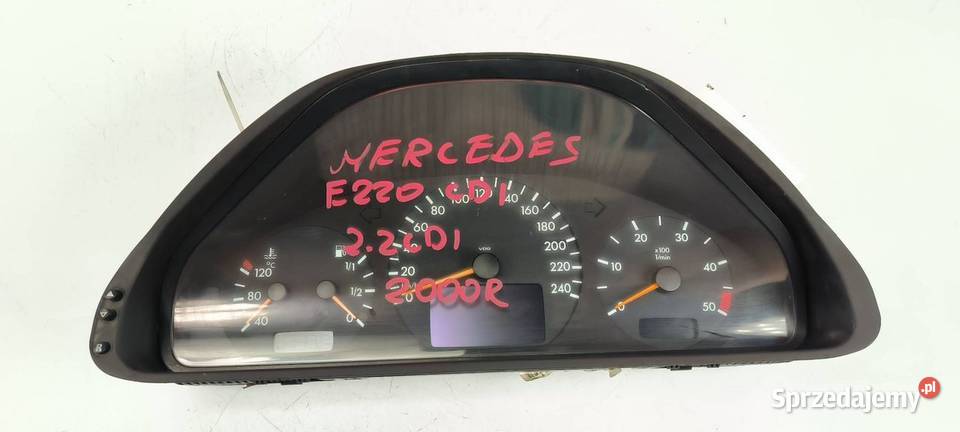 MERCEDES
E220 CDI
2.2CDI
2000R
20 60 80 100 120 140 160 180 200 220 240
VDO
°C
40 80 120
0 1/2 1/1
0 10 20 30 40 50
x100
1/min
R
Sprzedajemy.pl